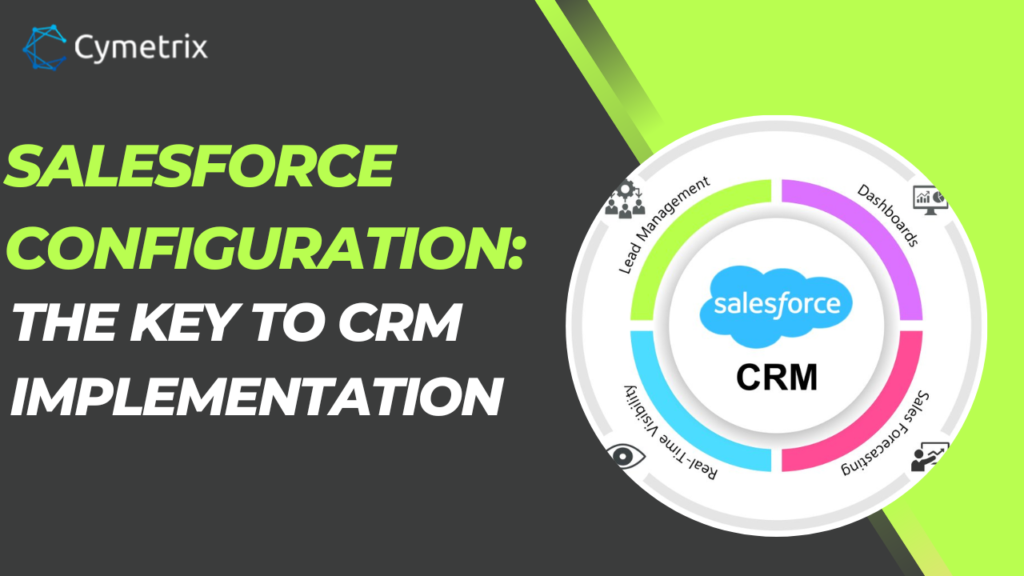 Cymetrix
SALESFORCE
CONFIGURATION:
THE KEY TO CRM
IMPLEMENTATION
Lead Management
Dashboards
salesforce
CRM
Real-Time Visibility
Sales Forecasting